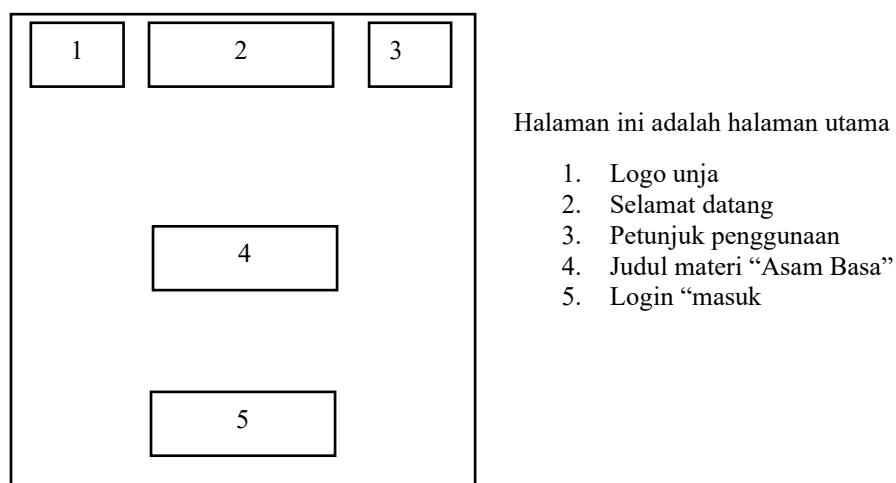 1
2
3
4
5
Halaman ini adalah halaman utama
1. Logo unja
2. Selamat datang
3. Petunjuk penggunaan
4. Judul materi “Asam Basa”
5. Login “masuk